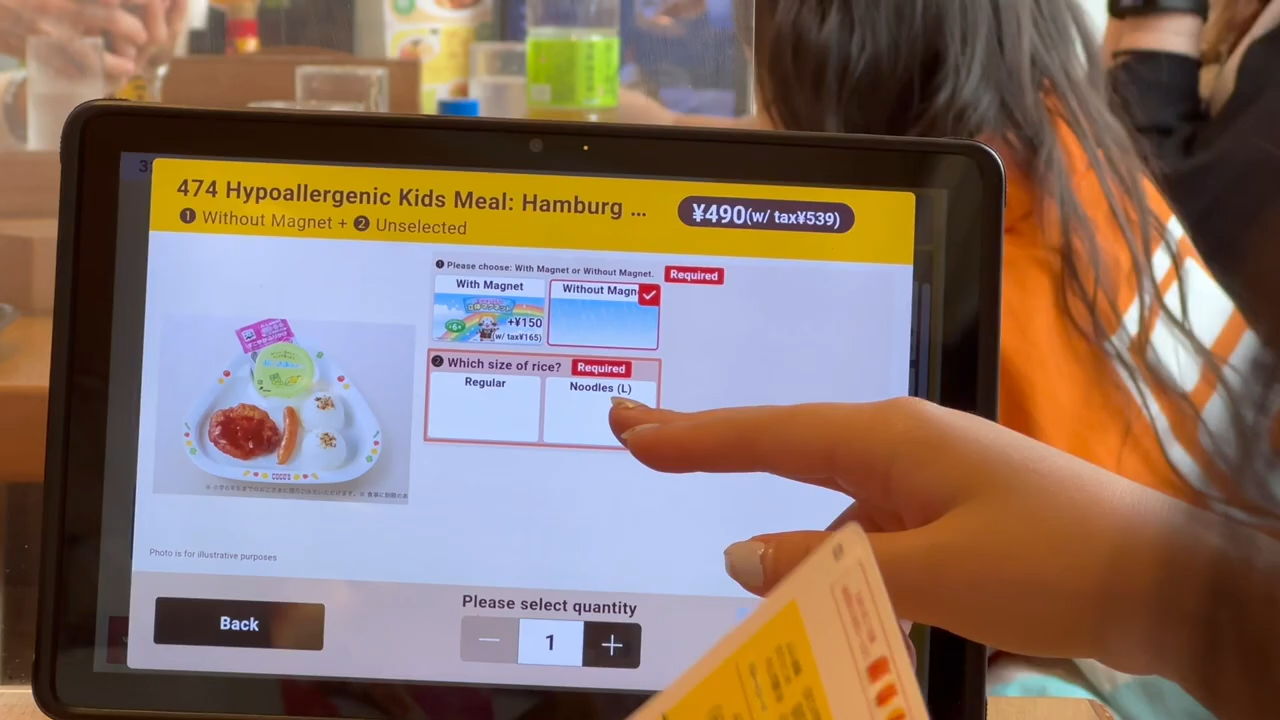 474 Hypoallergenic Kids Meal: Hamburg ...
¥490(w/ tax¥539)
❶ Without Magnet + ❷ Unselected
❶ Please choose: With Magnet or Without Magnet.
Required
With Magnet
Without Magn
+¥150
(w/ tax¥165)
❷ Which size of rice?
Required
Regular
Noodles (L)
COCO'S
Photo is for illustrative purposes
Back
Please select quantity
− 1 +